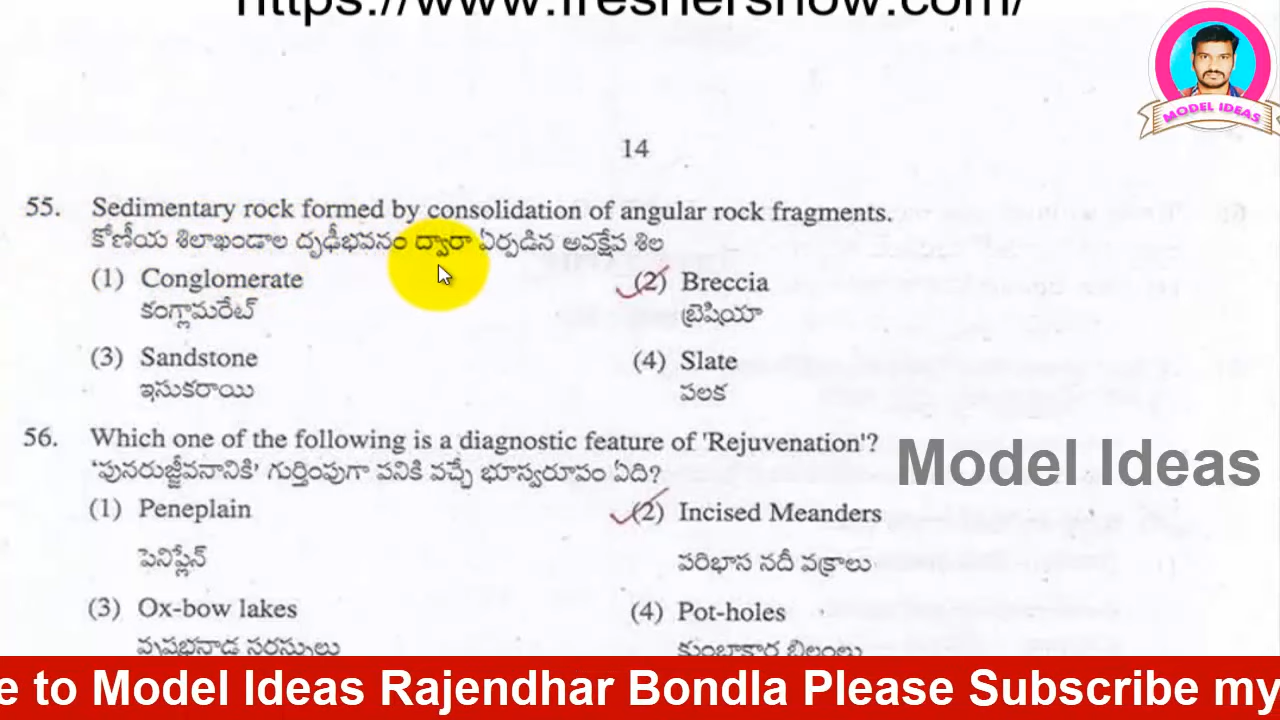 https://www.freshersnow.com/
MODEL IDEAS
14
55. Sedimentary rock formed by consolidation of angular rock fragments.
కోణీయ శిలాఖండాల దృఢీభవనం ద్వారా ఏర్పడిన అవక్షేప శిల
(1) Conglomerate (2) Breccia
కంగ్లామరేట్ బ్రెషియా
(3) Sandstone (4) Slate
ఇసుకరాయి పలక
56. Which one of the following is a diagnostic feature of 'Rejuvenation'?
'పునరుజ్జీవనానికి' గుర్తింపుగా పనికి వచ్చే భూస్వరూపం ఏది?
Model Ideas
(1) Peneplain (2) Incised Meanders
పెనిప్లేన్ పరిభాస నదీ వక్రాలు
(3) Ox-bow lakes (4) Pot-holes
వృషభనాడ సరస్సులు కుంభాకార బిలంలు
e to Model Ideas Rajendhar Bondla Please Subscribe my